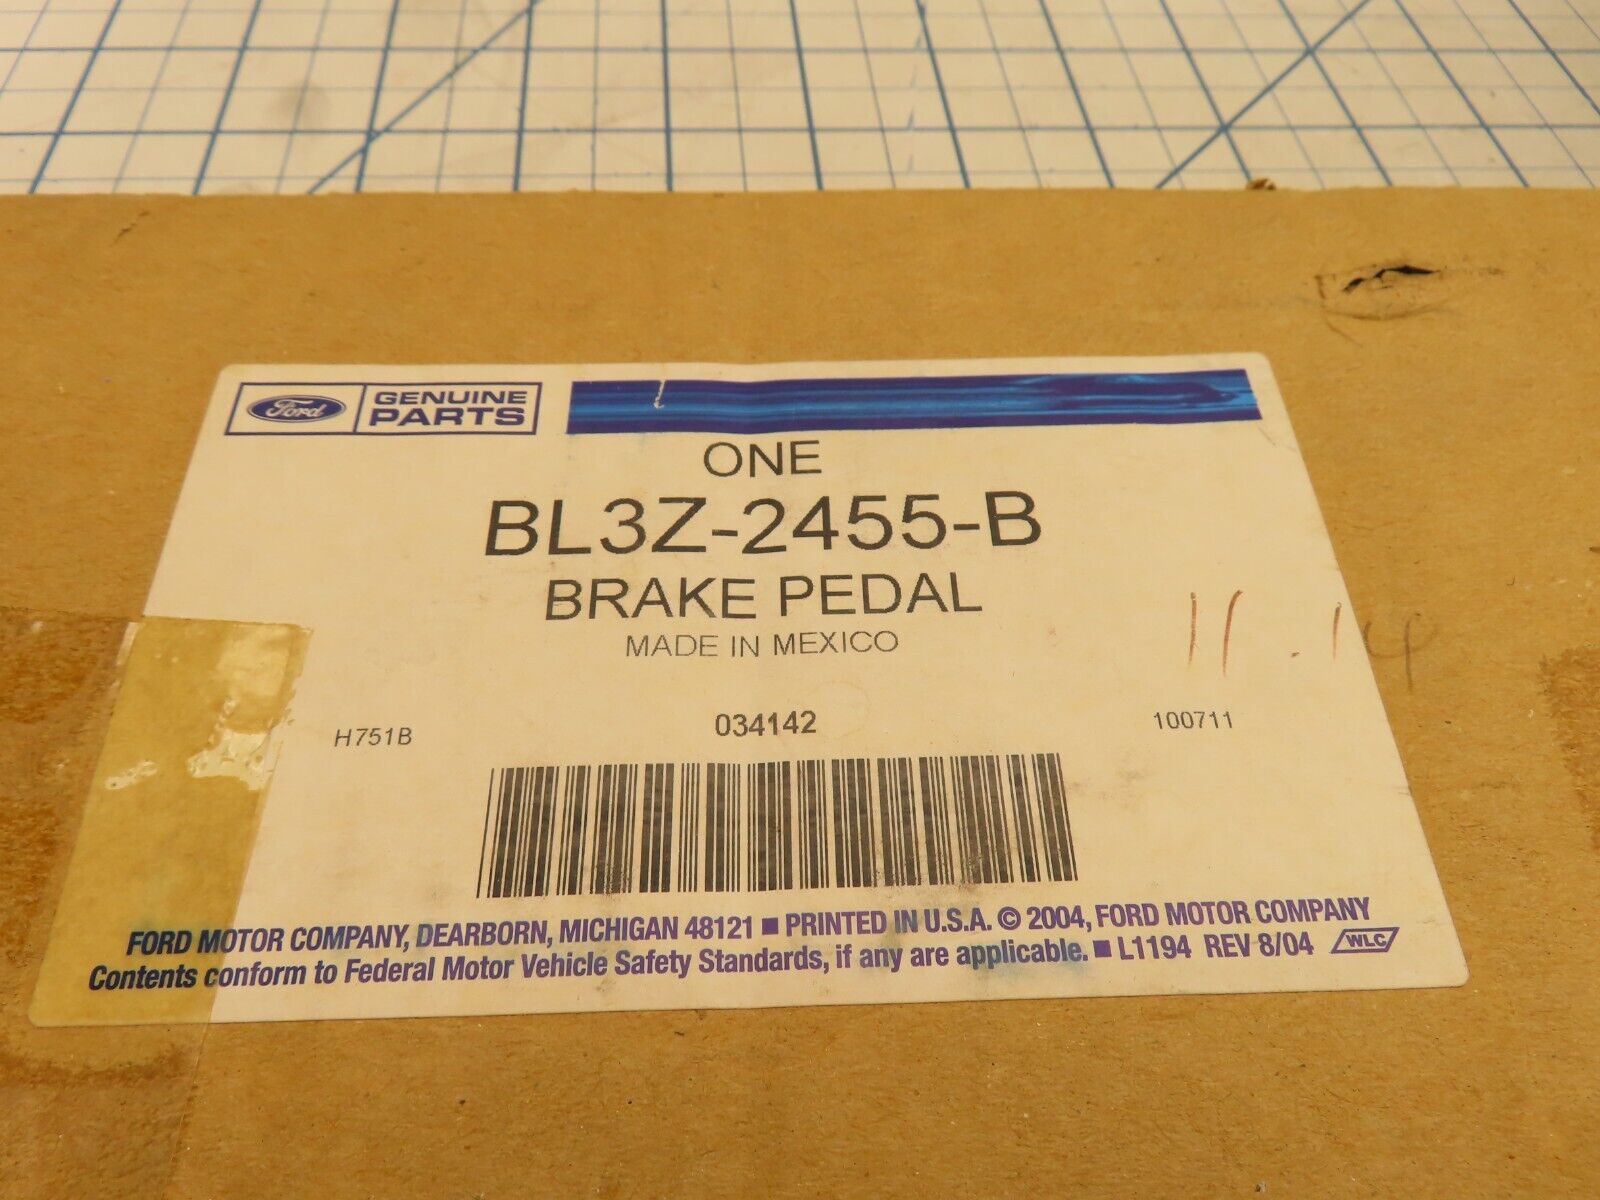 Ford GENUINE PARTS
ONE
BL3Z-2455-B
BRAKE PEDAL
MADE IN MEXICO
11.14
H751B 034142 100711
FORD MOTOR COMPANY, DEARBORN, MICHIGAN 48121 ■ PRINTED IN U.S.A. © 2004, FORD MOTOR COMPANY
Contents conform to Federal Motor Vehicle Safety Standards, if any are applicable. ■ L1194 REV 8/04 WLC